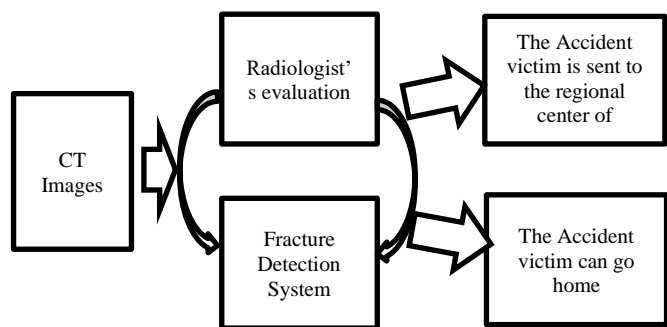 CT
Images
Radiologist'
s evaluation
Fracture
Detection
System
The Accident
victim is sent to
the regional
center of
The Accident
victim can go
home